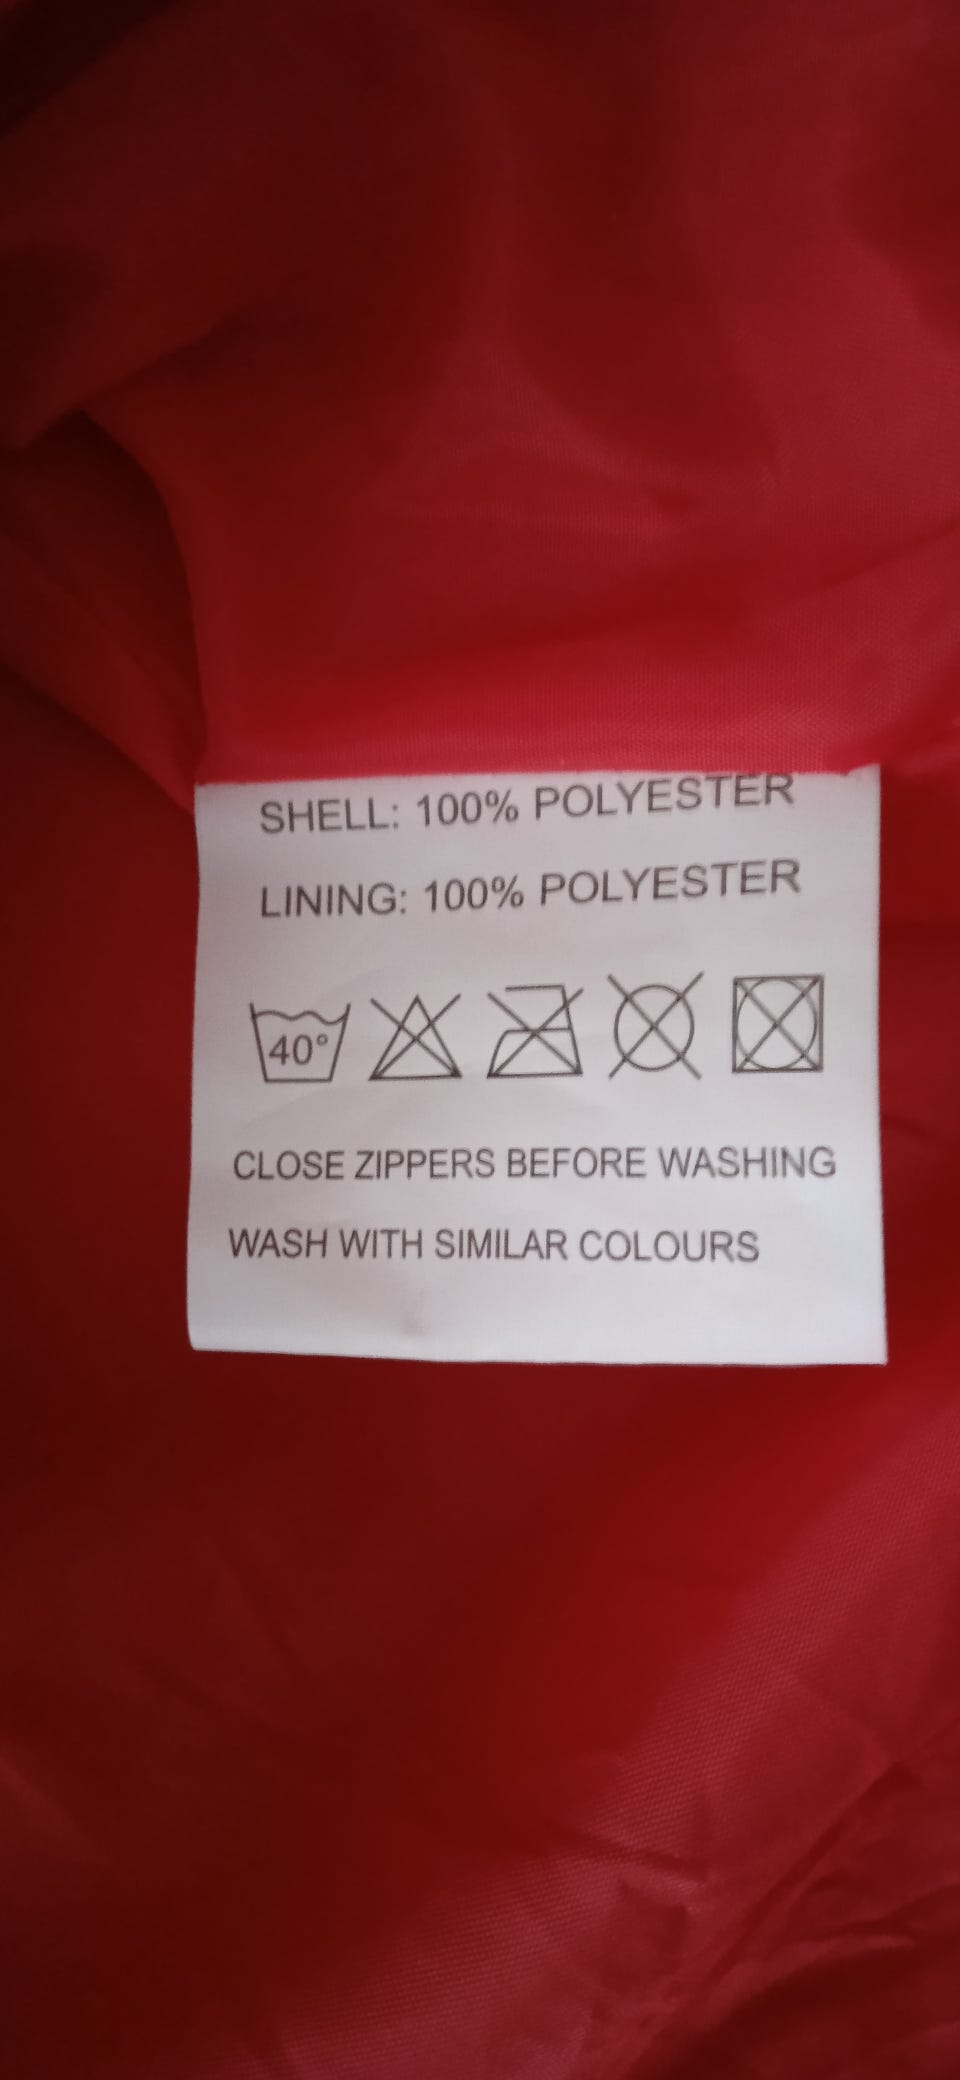 SHELL: 100% POLYESTER
LINING: 100% POLYESTER
40°
CLOSE ZIPPERS BEFORE WASHING
WASH WITH SIMILAR COLOURS